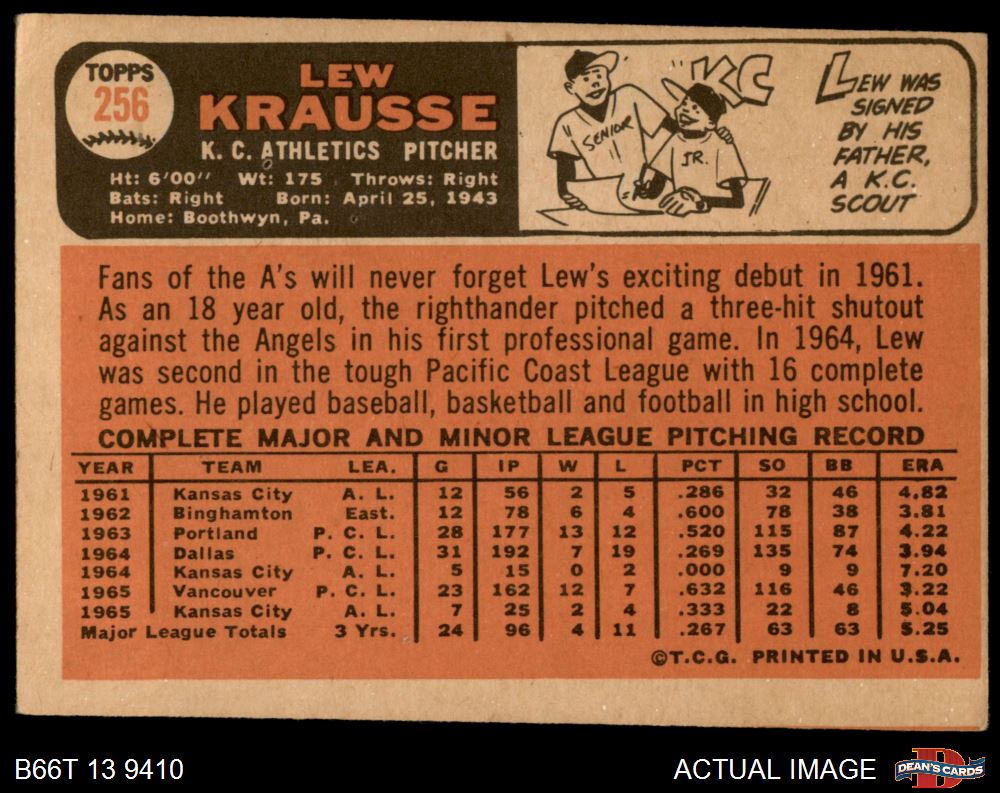 TOPPS
256
LEW
KRAUSSE
K. C. ATHLETICS PITCHER
Ht: 6'00" Wt: 175 Throws: Right
Bats: Right Born: April 25, 1943
Home: Boothwyn, Pa.
SENIOR
JR.
KC
LEW WAS
SIGNED
BY HIS
FATHER,
A K.C.
SCOUT
Fans of the A's will never forget Lew's exciting debut in 1961.
As an 18 year old, the righthander pitched a three-hit shutout
against the Angels in his first professional game. In 1964, Lew
was second in the tough Pacific Coast League with 16 complete
games. He played baseball, basketball and football in high school.
COMPLETE MAJOR AND MINOR LEAGUE PITCHING RECORD
YEAR TEAM LEA. G IP W L PCT SO BB ERA
1961 Kansas City A. L. 12 56 2 5 .286 32 46 4.82
1962 Binghamton East. 12 78 6 4 .600 78 38 3.81
1963 Portland P. C. L. 28 177 13 12 .520 115 87 4.22
1964 Dallas P. C. L. 31 192 7 19 .269 135 74 3.94
1964 Kansas City A. L. 5 15 0 2 .000 9 9 7.20
1965 Vancouver P. C. L. 23 162 12 7 .632 116 46 3.22
1965 Kansas City A. L. 7 25 2 4 .333 22 8 5.04
Major League Totals 3 Yrs. 24 96 4 11 .267 63 63 5.25
©T.C.G. PRINTED IN U.S.A.
B66T 13 9410
ACTUAL IMAGE
DEAN'S CARDS